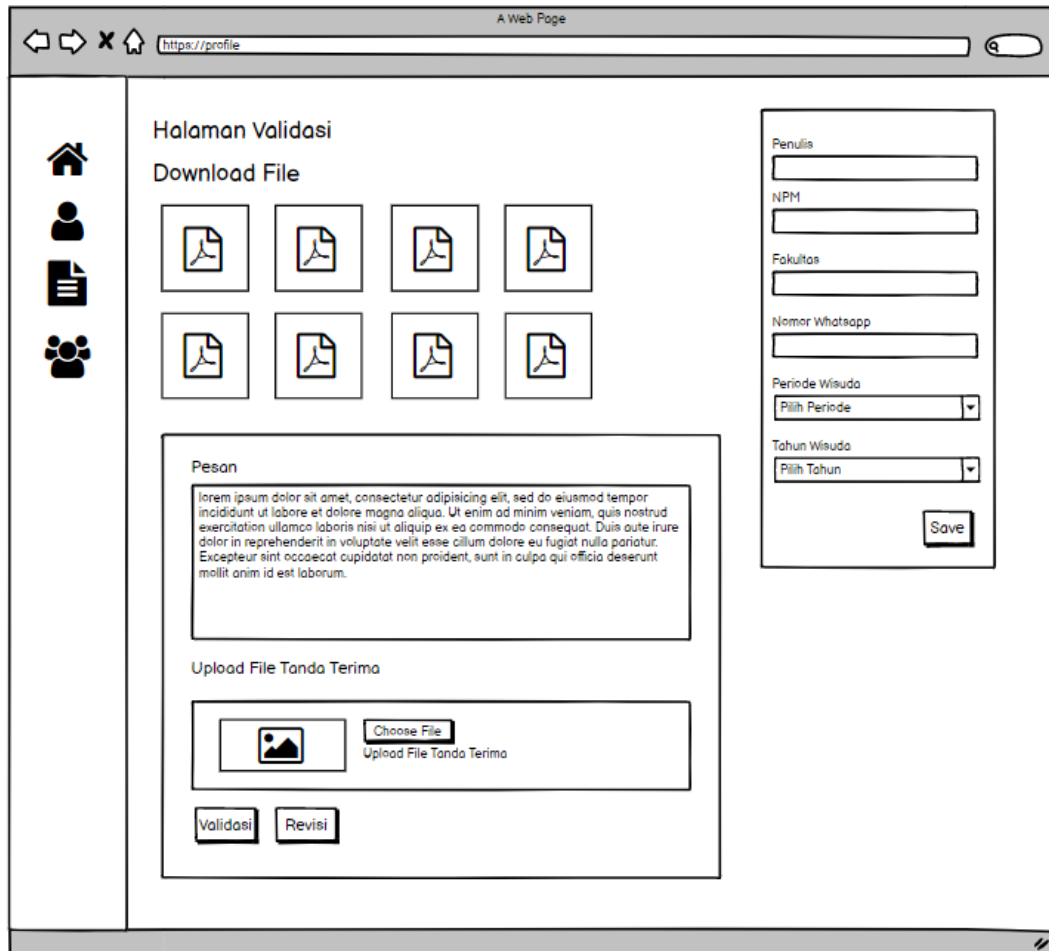 A Web Page
https://profile
Halaman Validasi
Download File
Pesan
lorem ipsum dolor sit amet, consectetur adipisicing elit, sed do eiusmod tempor
incididunt ut labore et dolore magna aliqua. Ut enim ad minim veniam, quis nostrud
exercitation ullamco laboris nisi ut aliquip ex ea commodo consequat. Duis aute irure
dolor in reprehenderit in voluptate velit esse cillum dolore eu fugiat nulla pariatur.
Excepteur sint occaecat cupidatat non proident, sunt in culpa qui officia deserunt
mollit anim id est laborum.
Upload File Tanda Terima
Choose File
Upload File Tanda Terima
Validasi
Revisi
Penulis
NPM
Fakultas
Nomor Whatsapp
Periode Wisuda
Pilih Periode
Tahun Wisuda
Pilih Tahun
Save